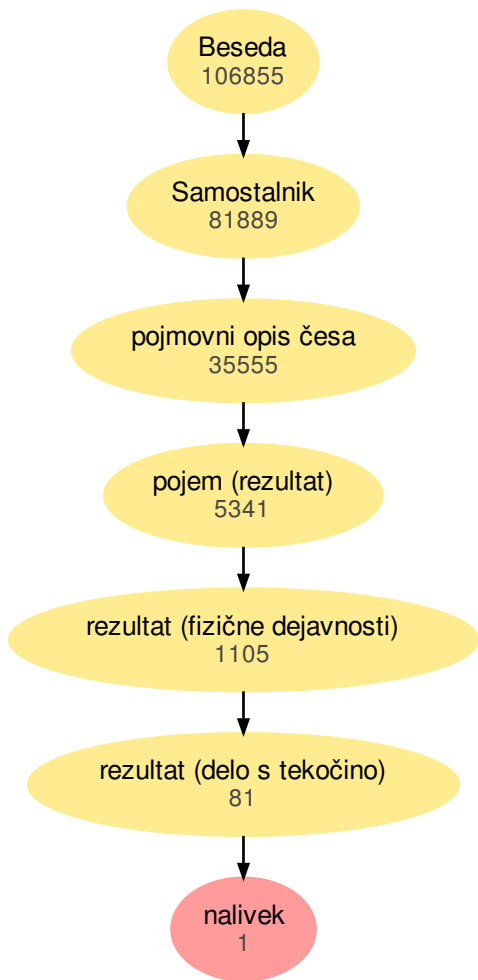 Beseda
106855
Samostalnik
81889
pojmovni opis česa
35555
pojem (rezultat)
5341
rezultat (fizične dejavnosti)
1105
rezultat (delo s tekočino)
81
nalivek
1